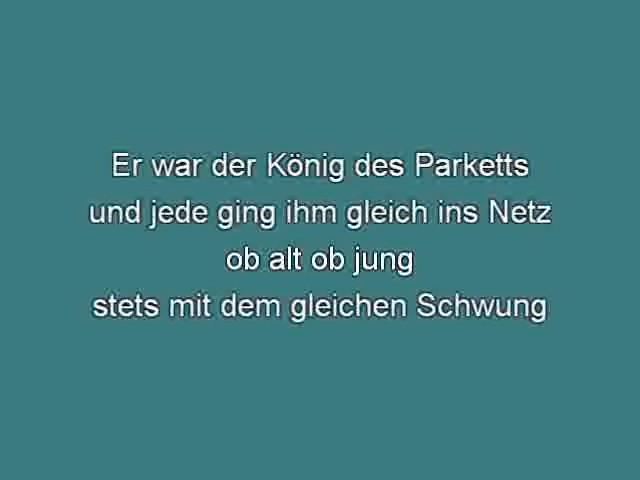 Er war der König des Parketts
und jede ging ihm gleich ins Netz
ob alt ob jung
stets mit dem gleichen Schwung